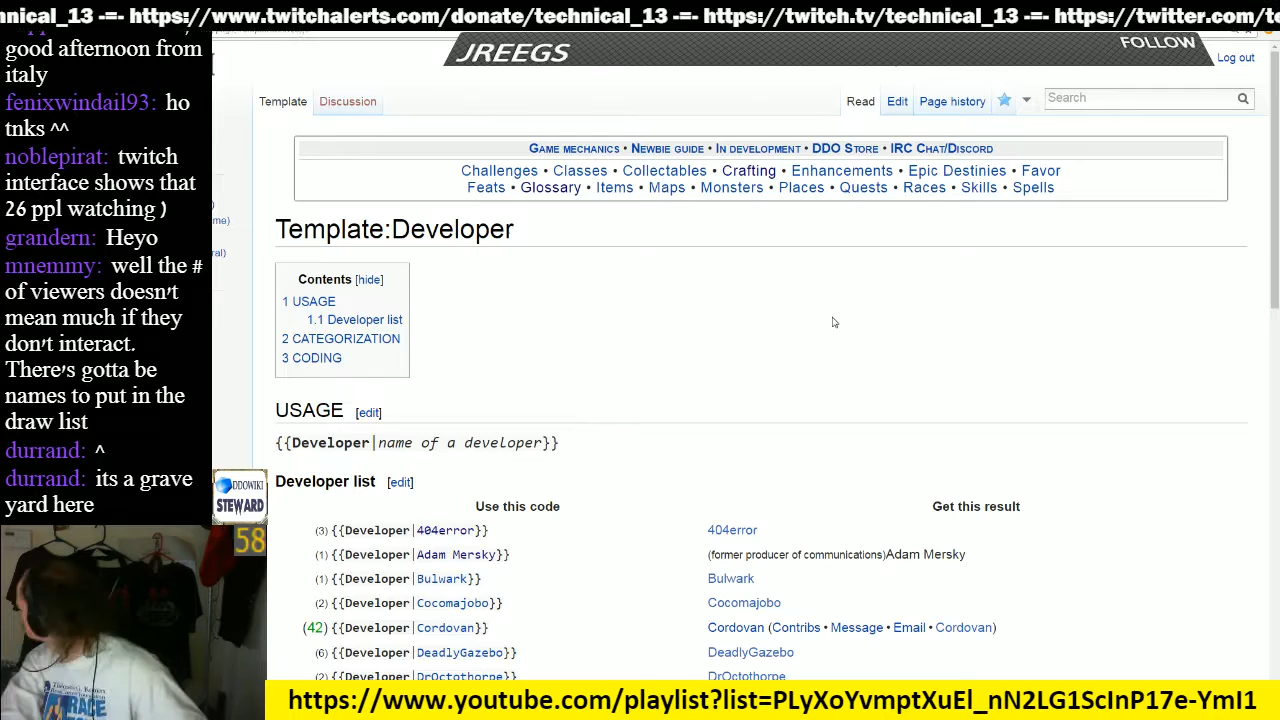 nical_13 -=- https://www.twitchalerts.com/donate/technical_13 -=- https://twitch.tv/technical_13 -=- https://twitter.com/te
good afternoon from
italy
fenixwindail93: ho
tnks ^^
noblepirat: twitch
interface shows that
26 ppl watching )
grandern: Heyo
mnemmy: well the #
of viewers doesn't
mean much if they
don't interact.
There's gotta be
names to put in the
draw list
durrand: ^
durrand: its a grave
yard here
me)
ral)
DDOWIKI
STEWARD
58
JREEGS
FOLLOW
Log out
Template Discussion Read Edit Page history Search
Game mechanics • Newbie guide • In development • DDO Store • IRC Chat/Discord
Challenges • Classes • Collectables • Crafting • Enhancements • Epic Destinies • Favor
Feats • Glossary • Items • Maps • Monsters • Places • Quests • Races • Skills • Spells
Template:Developer
Contents [hide]
1 USAGE
1.1 Developer list
2 CATEGORIZATION
3 CODING
USAGE [edit]
{{Developer|name of a developer}}
Developer list [edit]
Use this code Get this result
(3) {{Developer|404error}} 404error
(1) {{Developer|Adam Mersky}} (former producer of communications)Adam Mersky
(1) {{Developer|Bulwark}} Bulwark
(2) {{Developer|Cocomajobo}} Cocomajobo
(42) {{Developer|Cordovan}} Cordovan (Contribs • Message • Email • Cordovan)
(6) {{Developer|DeadlyGazebo}} DeadlyGazebo
(2) {{Developer|DrOctothorpe}} DrOctothorpe
https://www.youtube.com/playlist?list=PLyXoYvmptXuEl_nN2LG1ScInP17e-YmI1